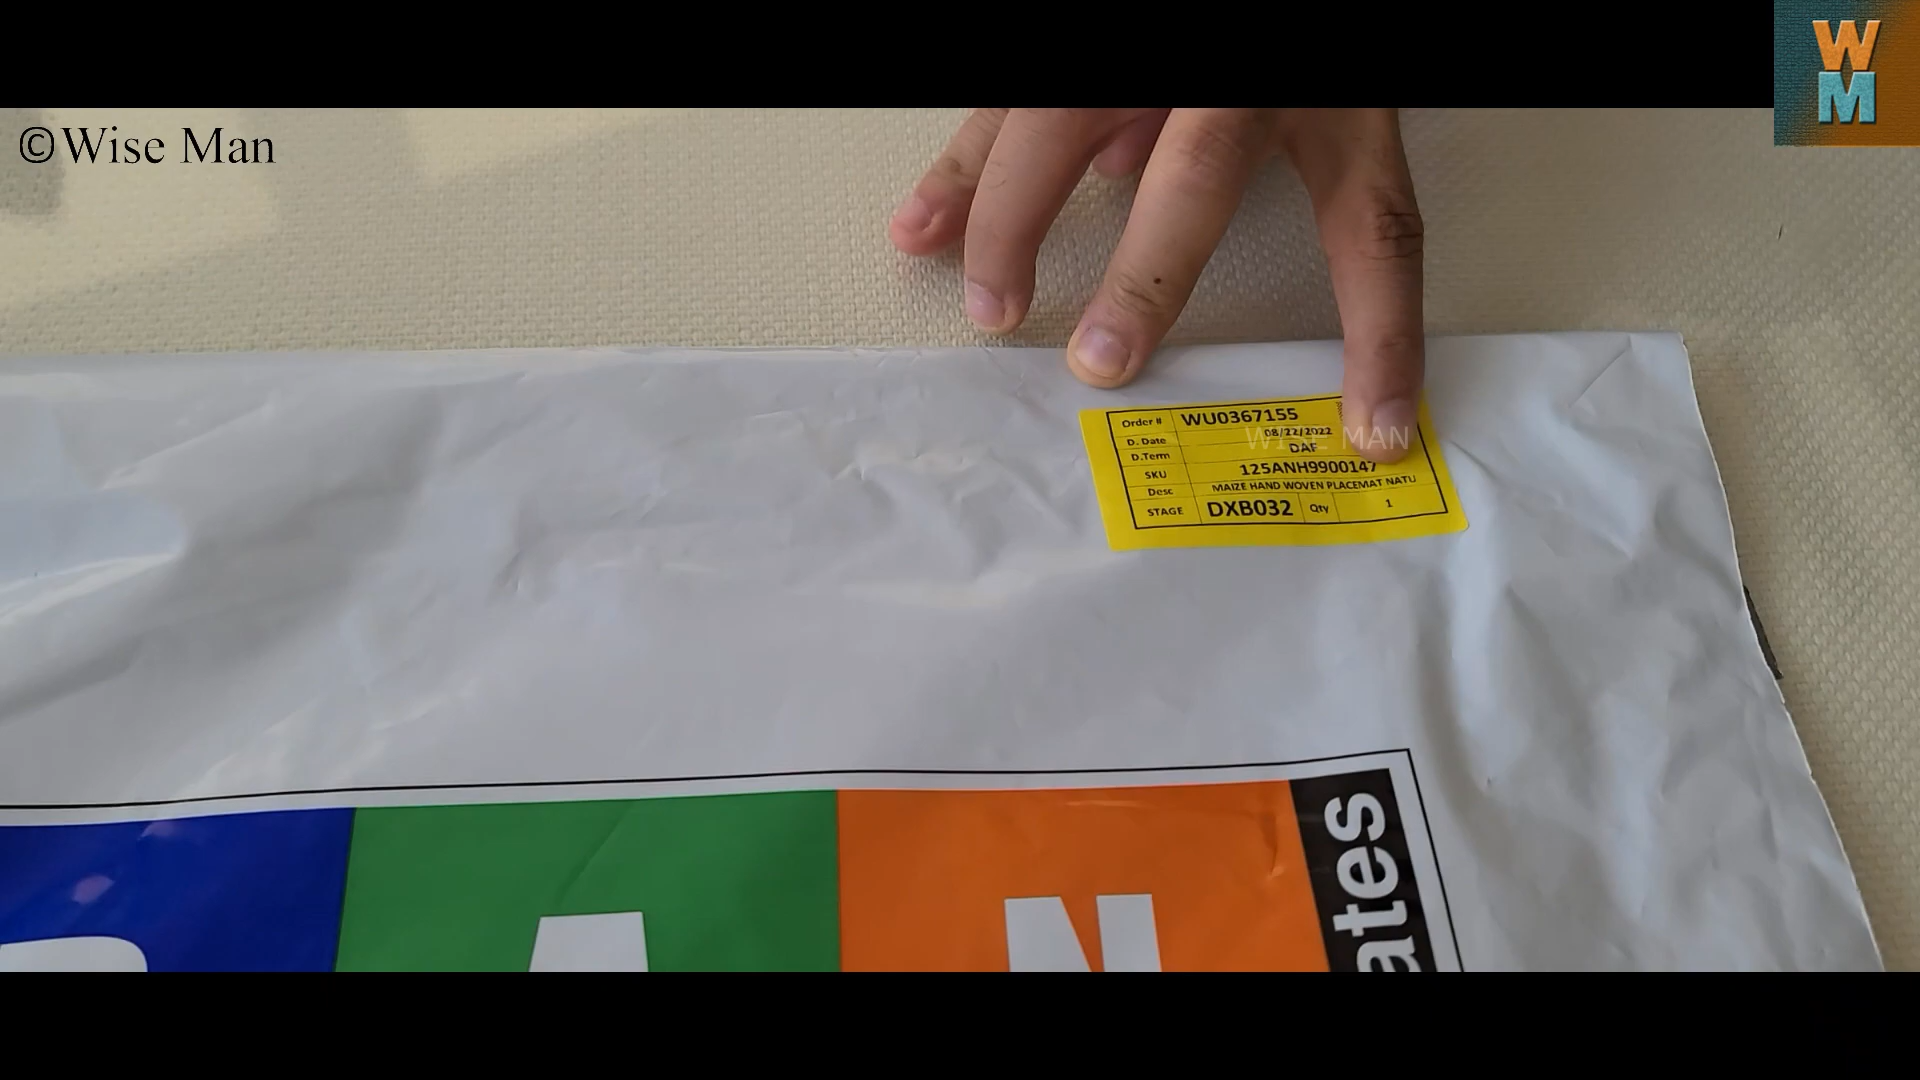 W
M
©Wise Man
Order # WU0367155
D. Date 08/22/2022
WISE MAN
D.Term DAF
SKU 125ANH9900147
Desc MAIZE HAND WOVEN PLACEMAT NATU
STAGE DXB032 Qty 1
A N
ates